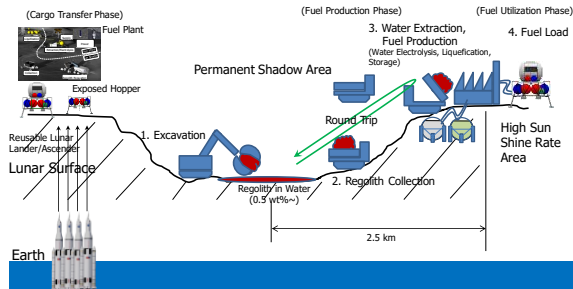 (Cargo Transfer Phase)
Fuel Plant
Exposed Hopper
Reusable Lunar
Lander/Ascender
Lunar Surface
Earth
1. Excavation
Permanent Shadow Area
Regolith in Water
(0.5 wt%~)
(Fuel Production Phase)
3. Water Extraction,
Fuel Production
(Water Electrolysis, Liquefication,
Storage)
Round Trip
2. Regolith Collection
2.5 km
(Fuel Utilization Phase)
4. Fuel Load
High Sun
Shine Rate
Area